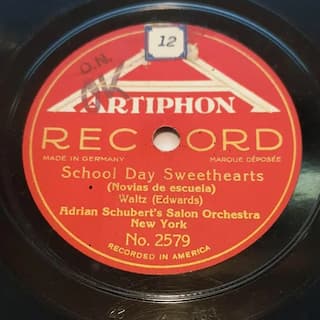 12
O.N.
OK
ARTIPHON
RECORD
MADE IN GERMANY MARQUE DÉPOSÉE
School Day Sweethearts
(Novias de escuela)
Waltz (Edwards)
Adrian Schubert's Salon Orchestra
New York
No. 2579
RECORDED IN AMERICA